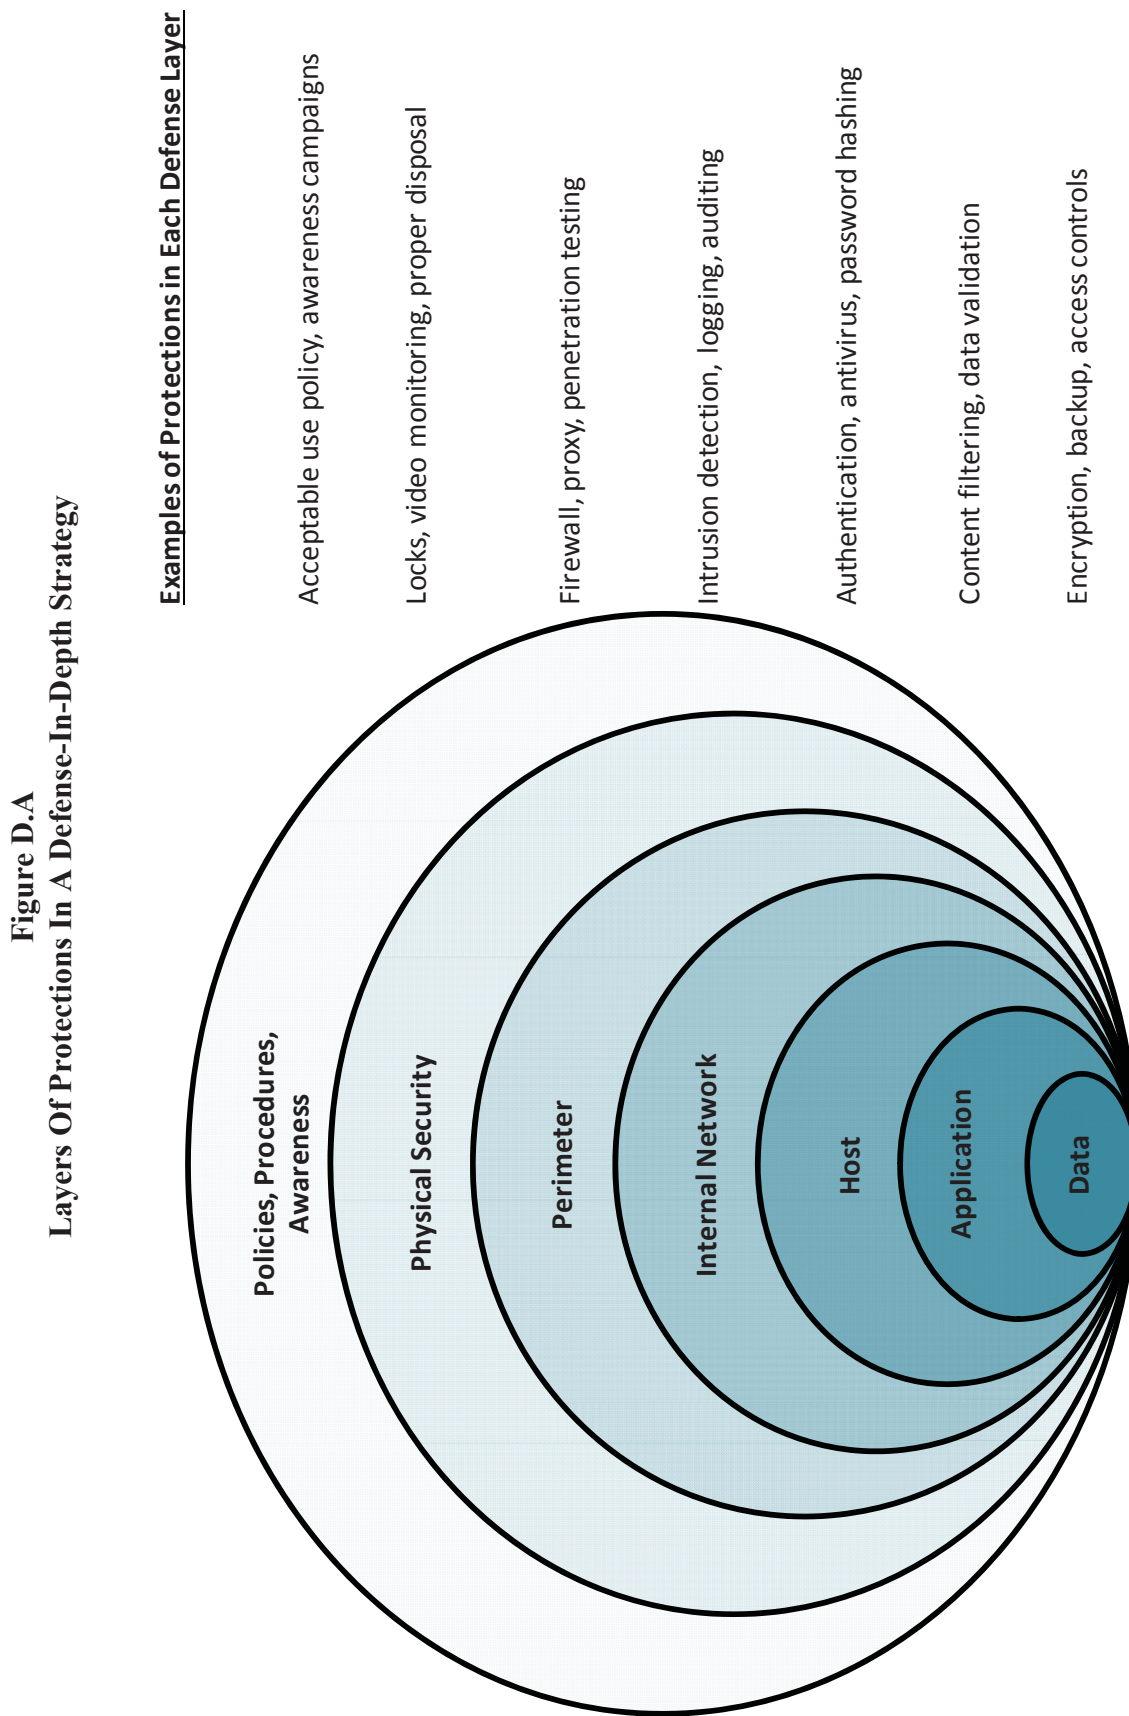 Figure D.A
Layers Of Protections In A Defense-In-Depth Strategy
Examples of Protections in Each Defense Layer
Policies, Procedures,
Awareness
Acceptable use policy, awareness campaigns
Physical Security
Locks, video monitoring, proper disposal
Perimeter
Firewall, proxy, penetration testing
Internal Network
Intrusion detection, logging, auditing
Host
Authentication, antivirus, password hashing
Application
Content filtering, data validation
Data
Encryption, backup, access controls